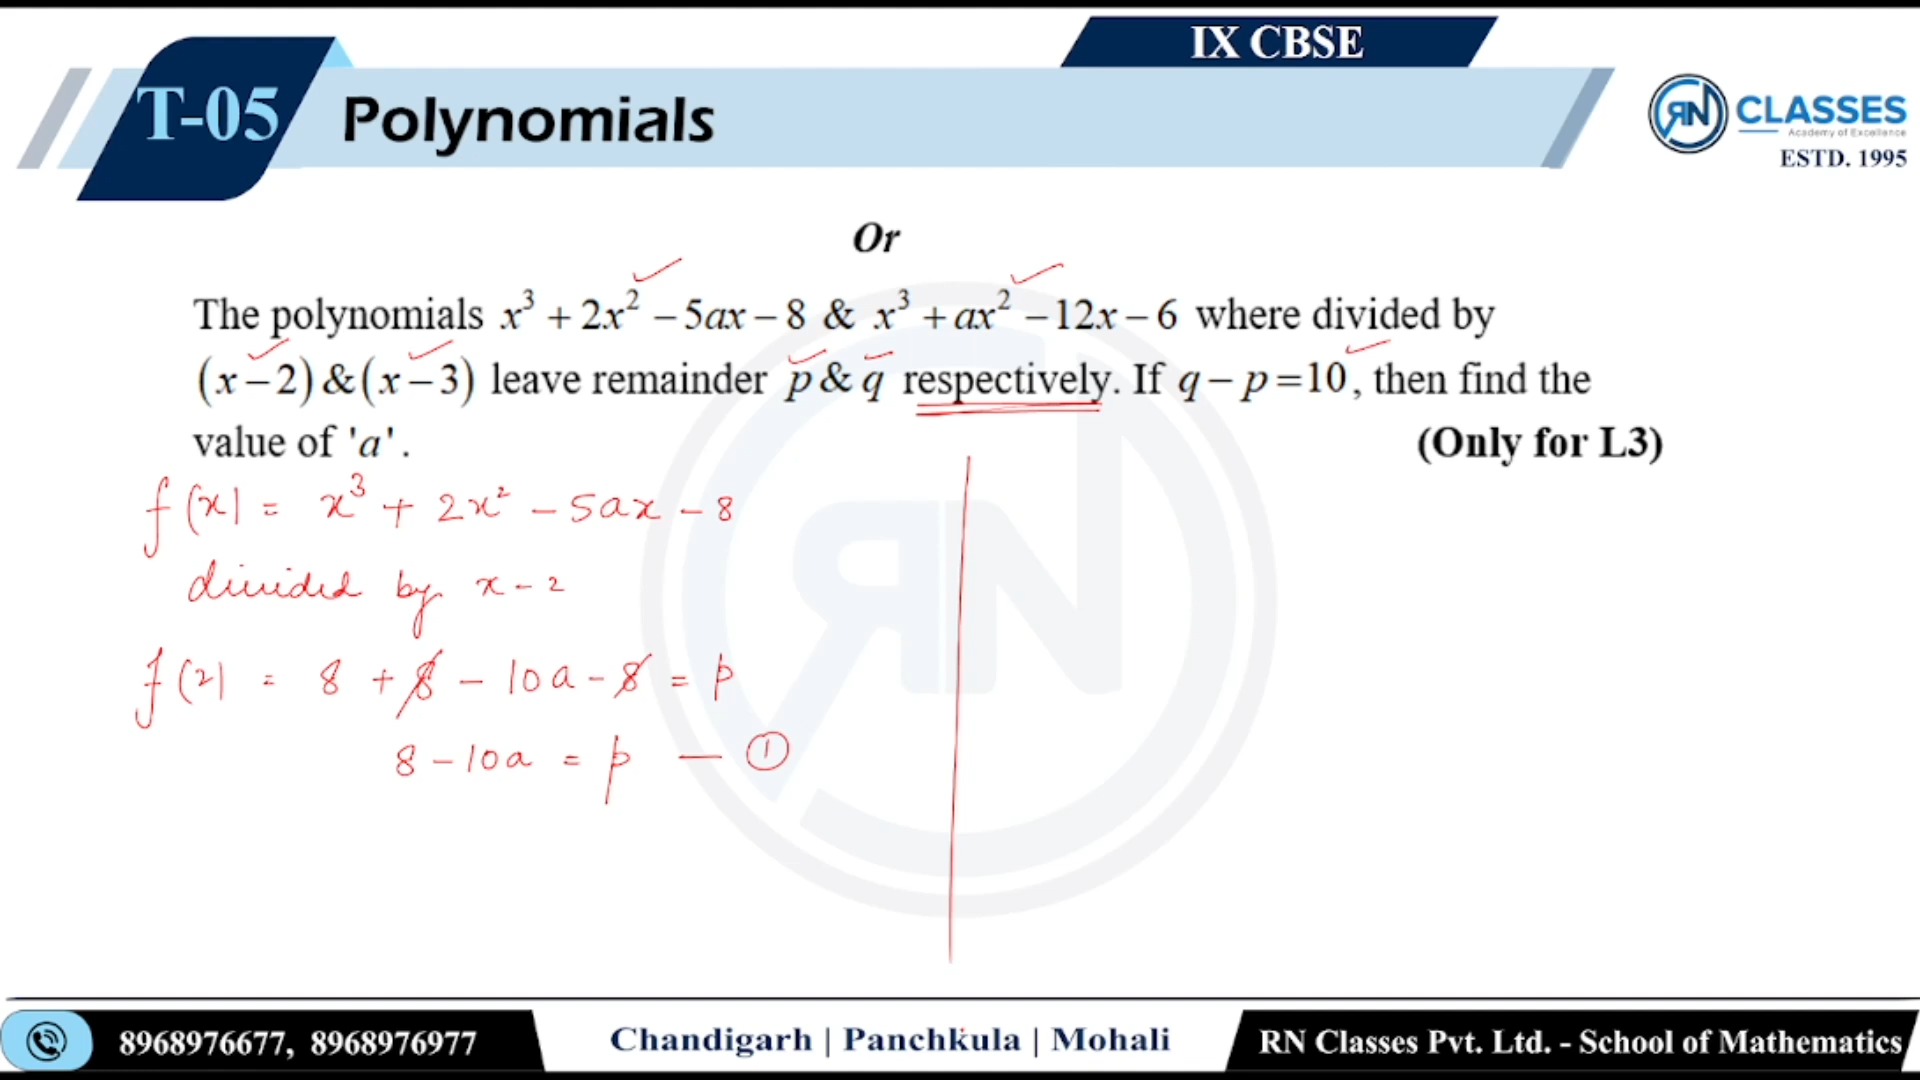 IX CBSE
T-05 Polynomials
RN CLASSES
Academy of Excellence
ESTD. 1995
Or
The polynomials x³ + 2x² − 5ax − 8 & x³ + ax² − 12x − 6 where divided by
(x − 2) & (x − 3) leave remainder p & q respectively. If q − p = 10, then find the
value of 'a'.
(Only for L3)
f(x) = x³ + 2x² − 5ax − 8
divided by x − 2
f(2) = 8 + 8 − 10a − 8 = p
8 − 10a = p — ①
RN
8968976677, 8968976977
Chandigarh | Panchkula | Mohali
RN Classes Pvt. Ltd. - School of Mathematics